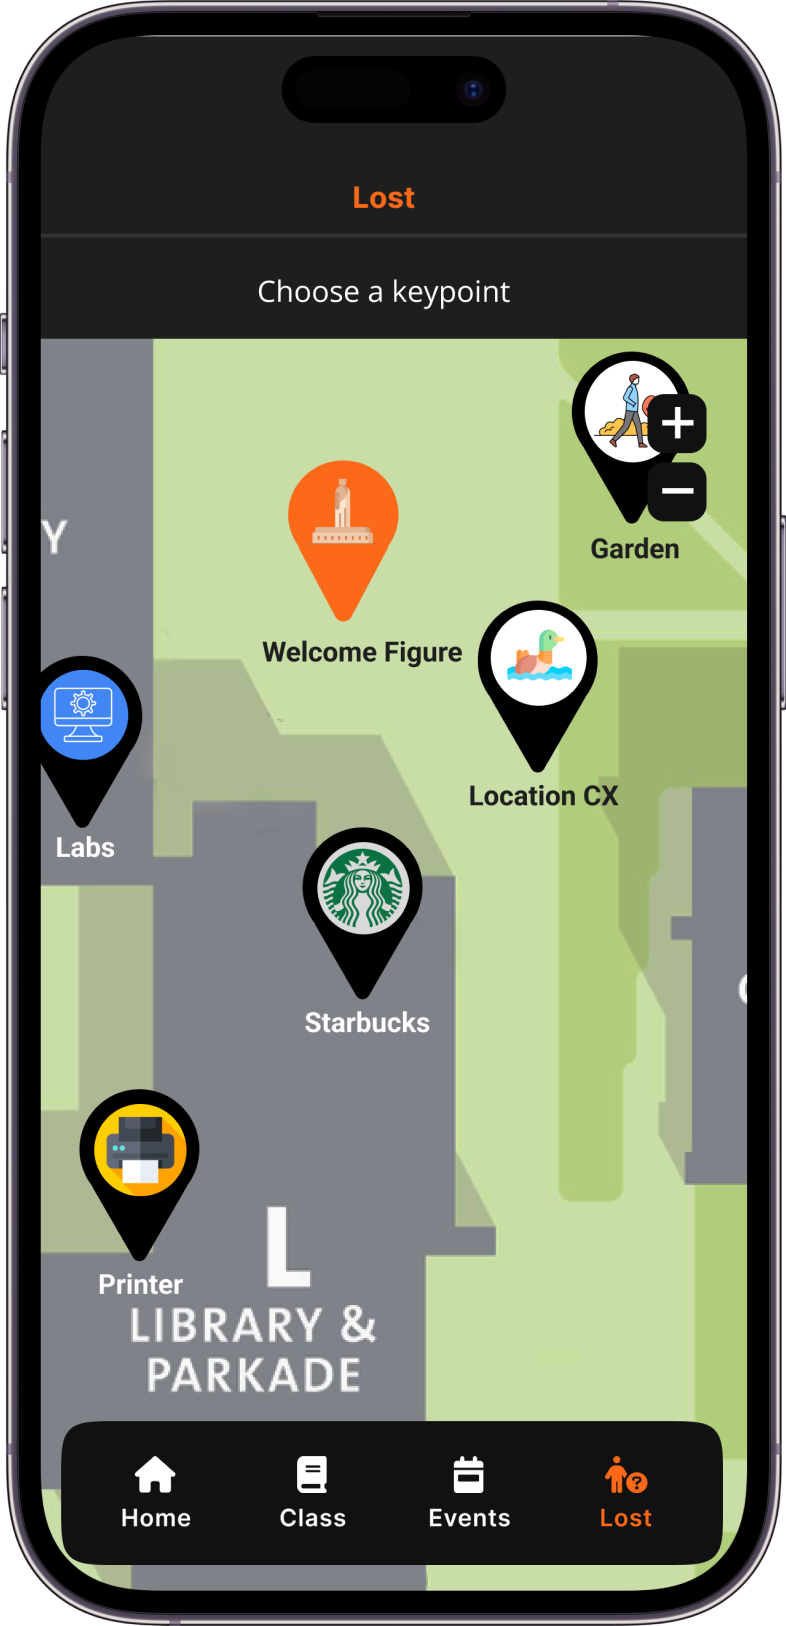 Lost
Choose a keypoint
+
Y
−
Garden
Welcome Figure
Location CX
Labs
Starbucks
Printer
L
LIBRARY &
PARKADE
Home
Class
Events
?
Lost